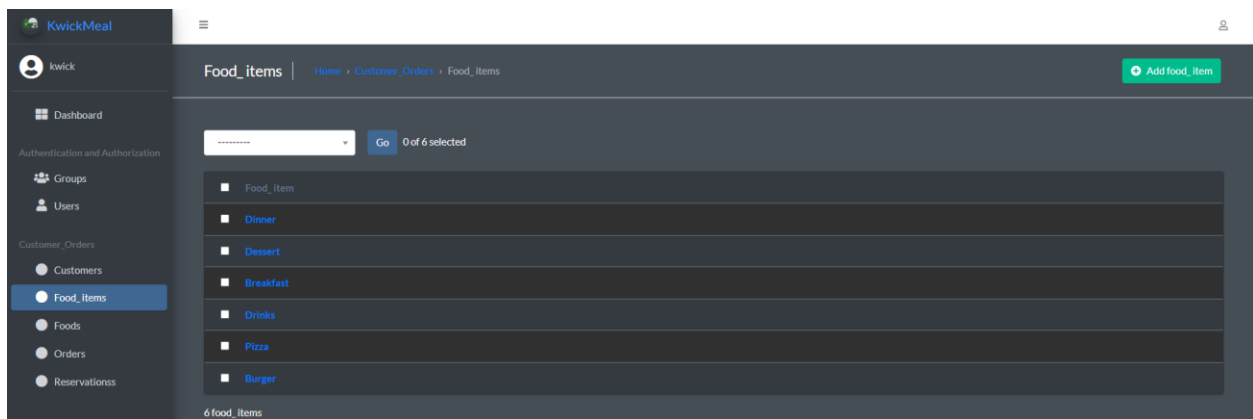 KwickMeal
kwick
Dashboard
Authentication and Authorization
Groups
Users
Customer_Orders
Customers
Food_items
Foods
Orders
Reservationss
Food_items Home › Customer_Orders › Food_items
Add food_item
--------- Go 0 of 6 selected
Food_item
Dinner
Dessert
Breakfast
Drinks
Pizza
Burger
6 food_items